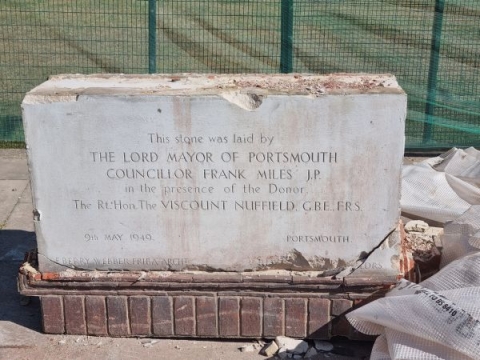 This stone was laid by
THE LORD MAYOR OF PORTSMOUTH
COUNCILLOR FRANK MILES J.P.
in the presence of the Donor
The Rt. Hon. The VISCOUNT NUFFIELD, G.B.E. F.R.S.
9TH MAY 1949. PORTSMOUTH